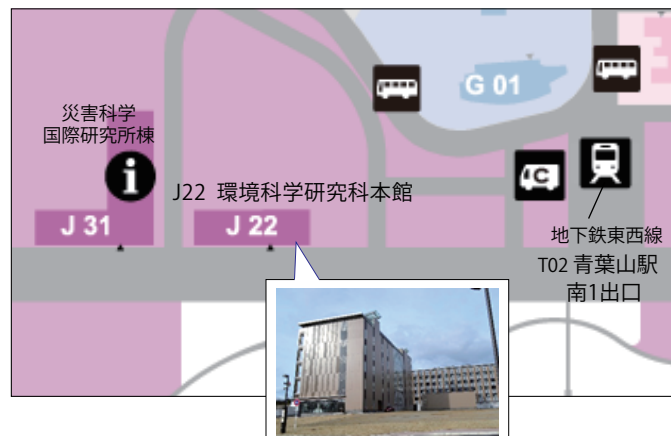 G 01
災害科学
国際研究所棟
i
J22 環境科学研究科本館
C
J 31
J 22
地下鉄東西線
T02 青葉山駅
南1出口